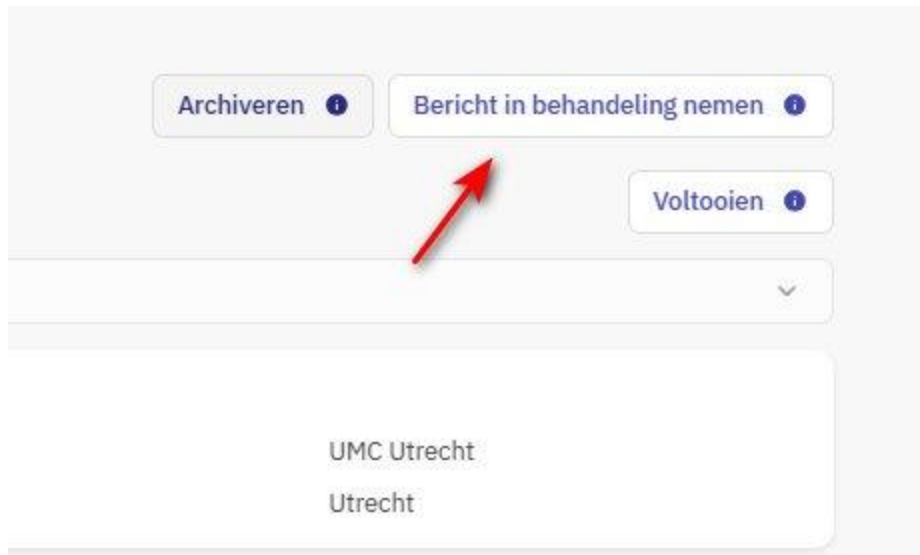 Archiveren
Bericht in behandeling nemen
Voltooien
UMC Utrecht
Utrecht